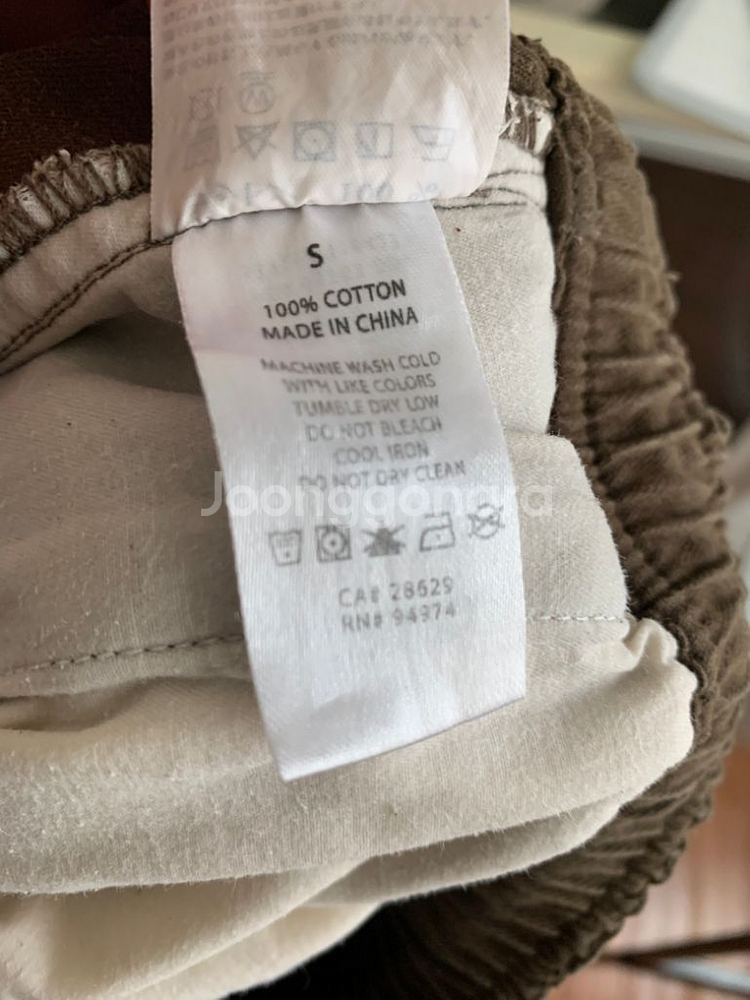 S
100% COTTON
MADE IN CHINA
MACHINE WASH COLD
WITH LIKE COLORS
TUMBLE DRY LOW
DO NOT BLEACH
COOL IRON
DO NOT DRY CLEAN
Joonggonara
CA# 28629
RN# 94974